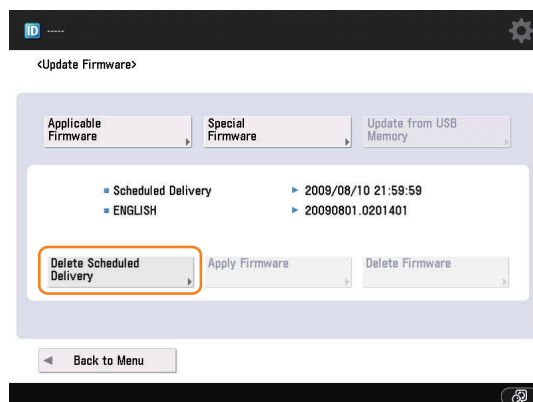 ID -----
<Update Firmware>
Applicable
Firmware
Special
Firmware
Update from USB
Memory
Scheduled Delivery
2009/08/10 21:59:59
ENGLISH
20090801.0201401
Delete Scheduled
Delivery
Apply Firmware
Delete Firmware
Back to Menu